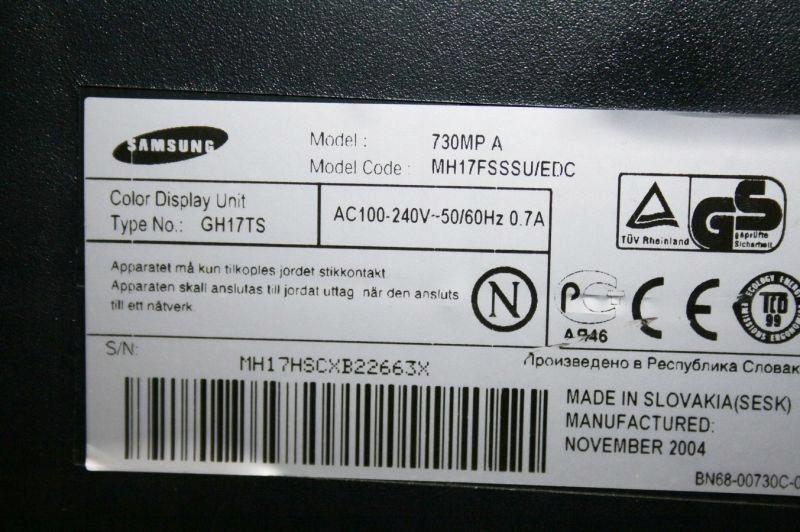 SAMSUNG
Model : 730MP A
Model Code : MH17FSSSU/EDC
Color Display Unit
Type No.: GH17TS
AC100-240V~50/60Hz 0.7A
TÜV Rheinland
GS
geprüfte
Sicherheit
Apparatet må kun tilkoples jordet stikkontakt
Apparaten skall anslutas till jordat uttag när den ansluts
till ett nätverk
N
CE
TCO
99
S/N:
MH17HSCXB22663X
Произведено в Республика Словак
MADE IN SLOVAKIA(SESK)
MANUFACTURED:
NOVEMBER 2004
BN68-00730C-0